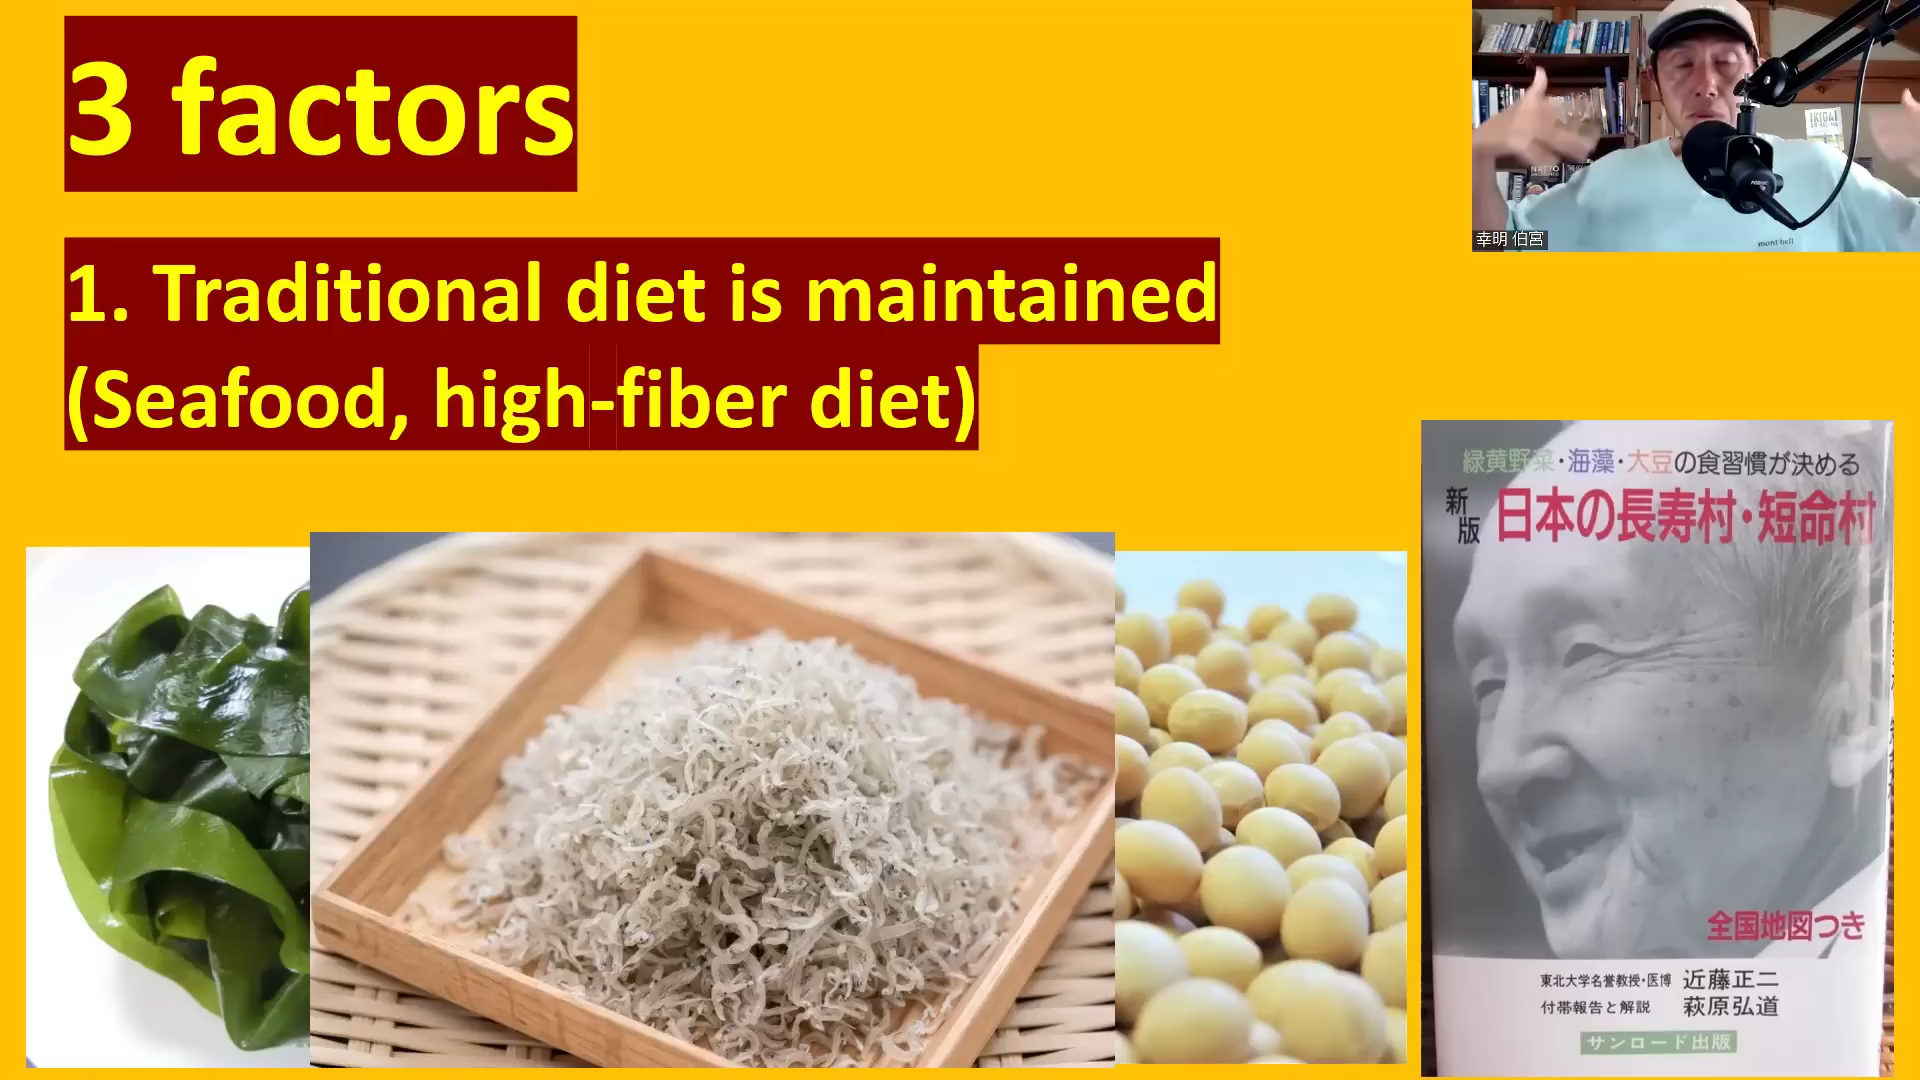 3 factors
1. Traditional diet is maintained
(Seafood, high-fiber diet)
IKIGAI
NATTO
幸明 伯宮
mont-bell
緑黄野菜・海藻・大豆の食習慣が決める
新版
日本の長寿村・短命村
全国地図つき
東北大学名誉教授・医博 近藤正二
付帯報告と解説 萩原弘道
サンロード出版